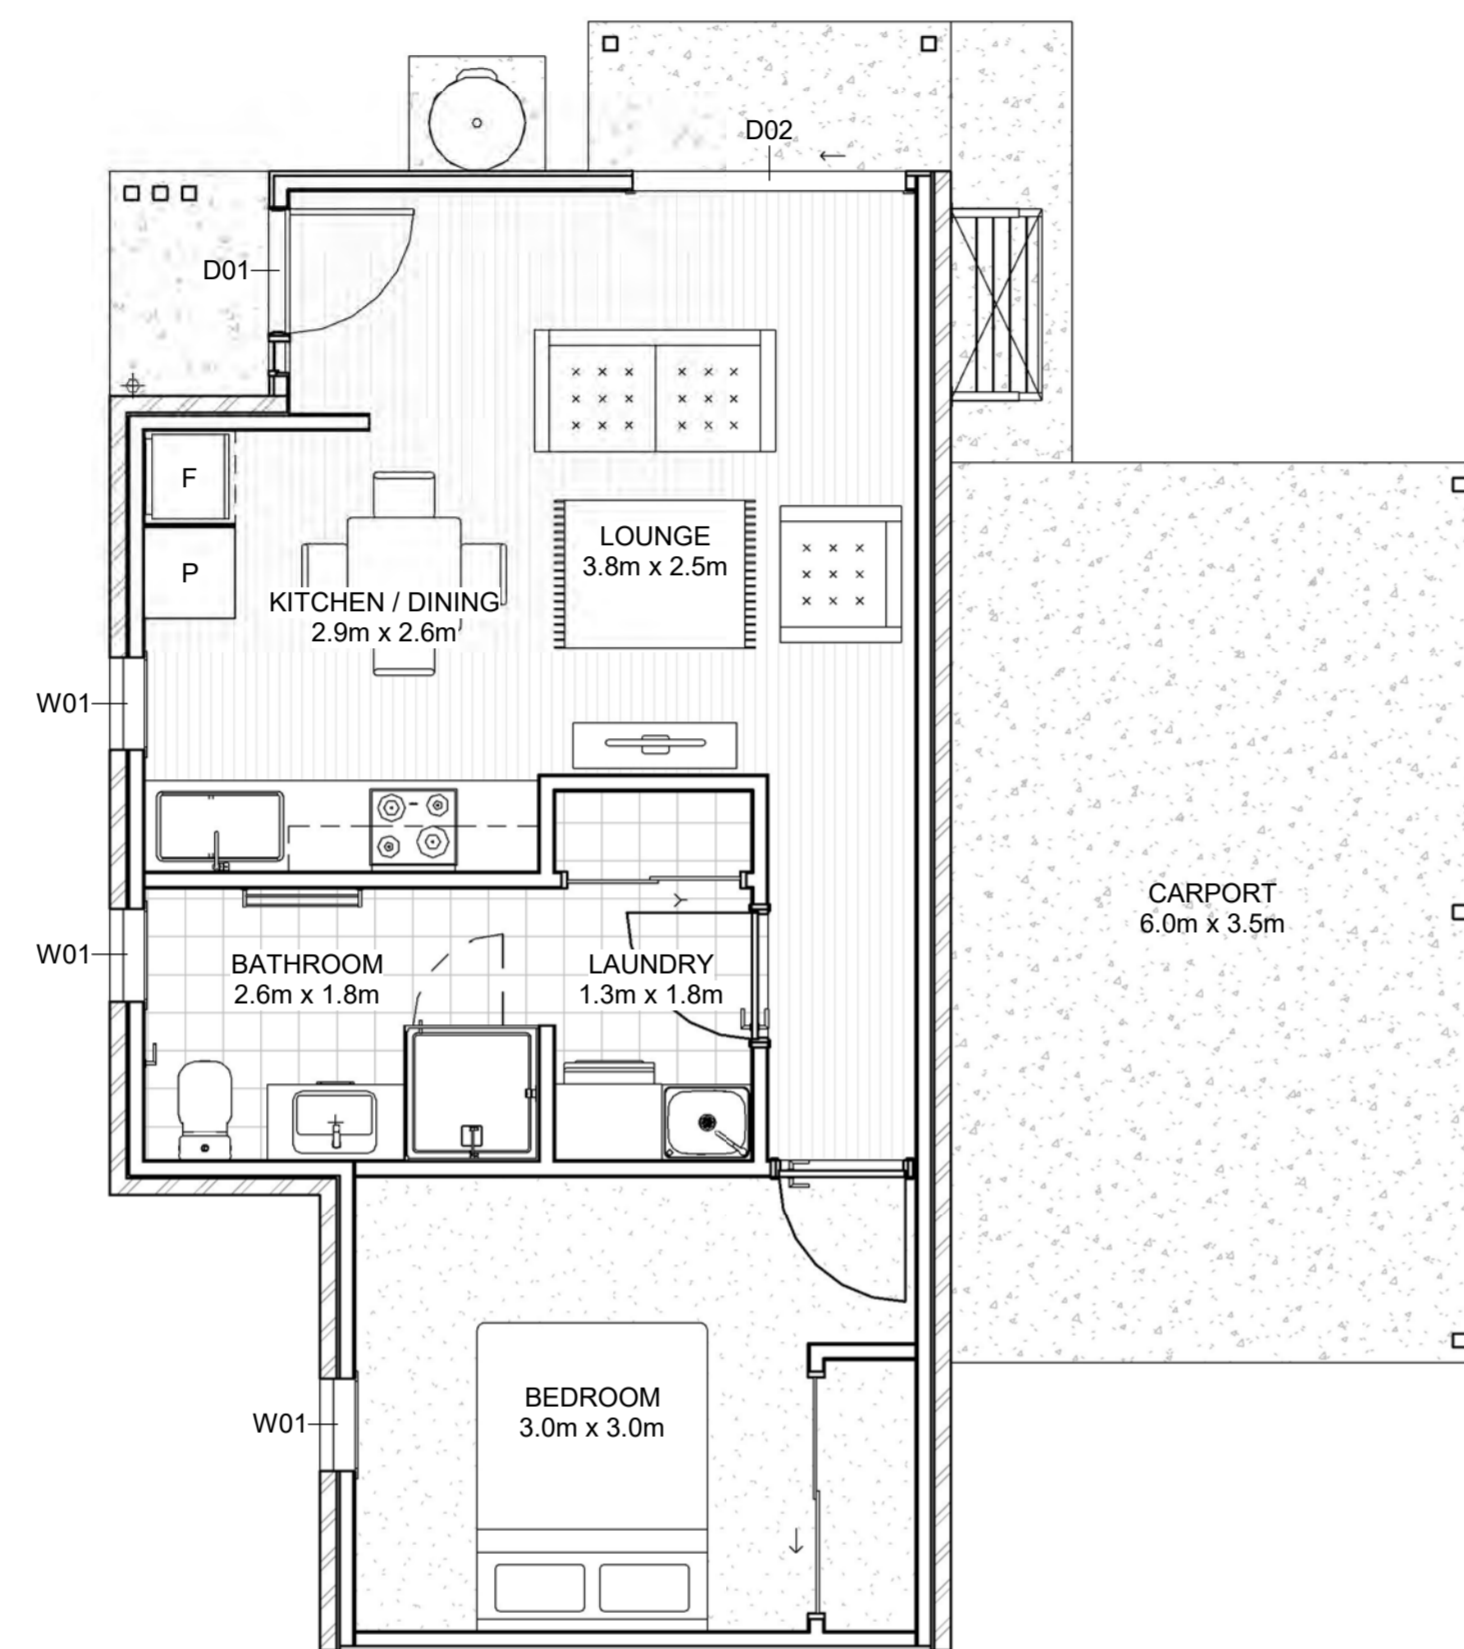 D02
D01
F
P
LOUNGE
3.8m x 2.5m
KITCHEN / DINING
2.9m x 2.6m
W01
CARPORT
6.0m x 3.5m
W01
BATHROOM
2.6m x 1.8m
LAUNDRY
1.3m x 1.8m
BEDROOM
3.0m x 3.0m
W01